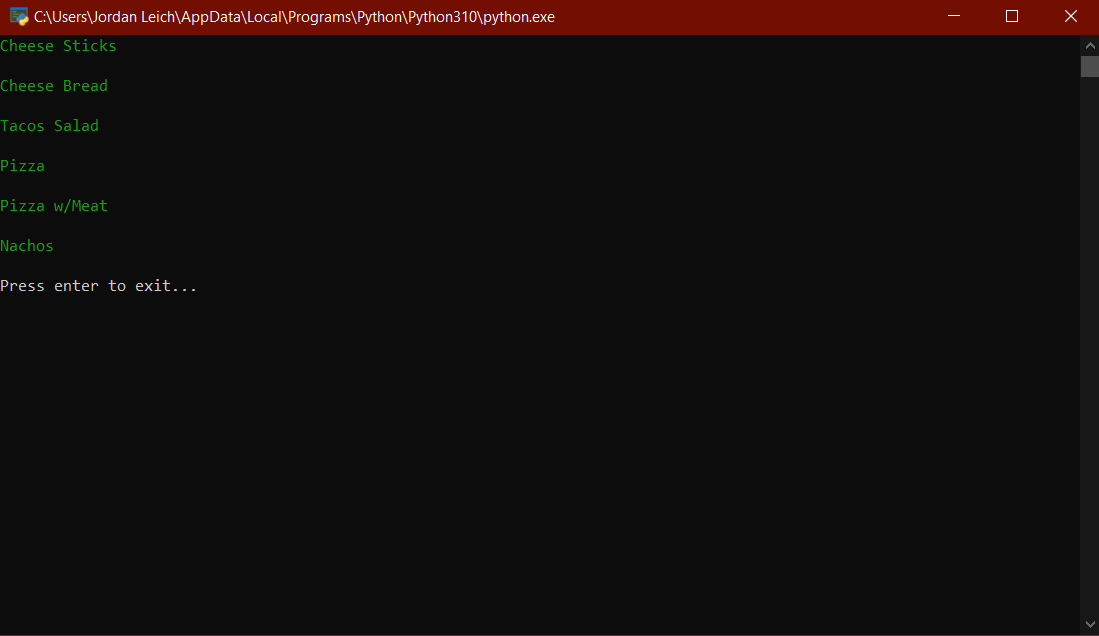 C:\Users\Jordan Leich\AppData\Local\Programs\Python\Python310\python.exe
Cheese Sticks
Cheese Bread
Tacos Salad
Pizza
Pizza w/Meat
Nachos
Press enter to exit...